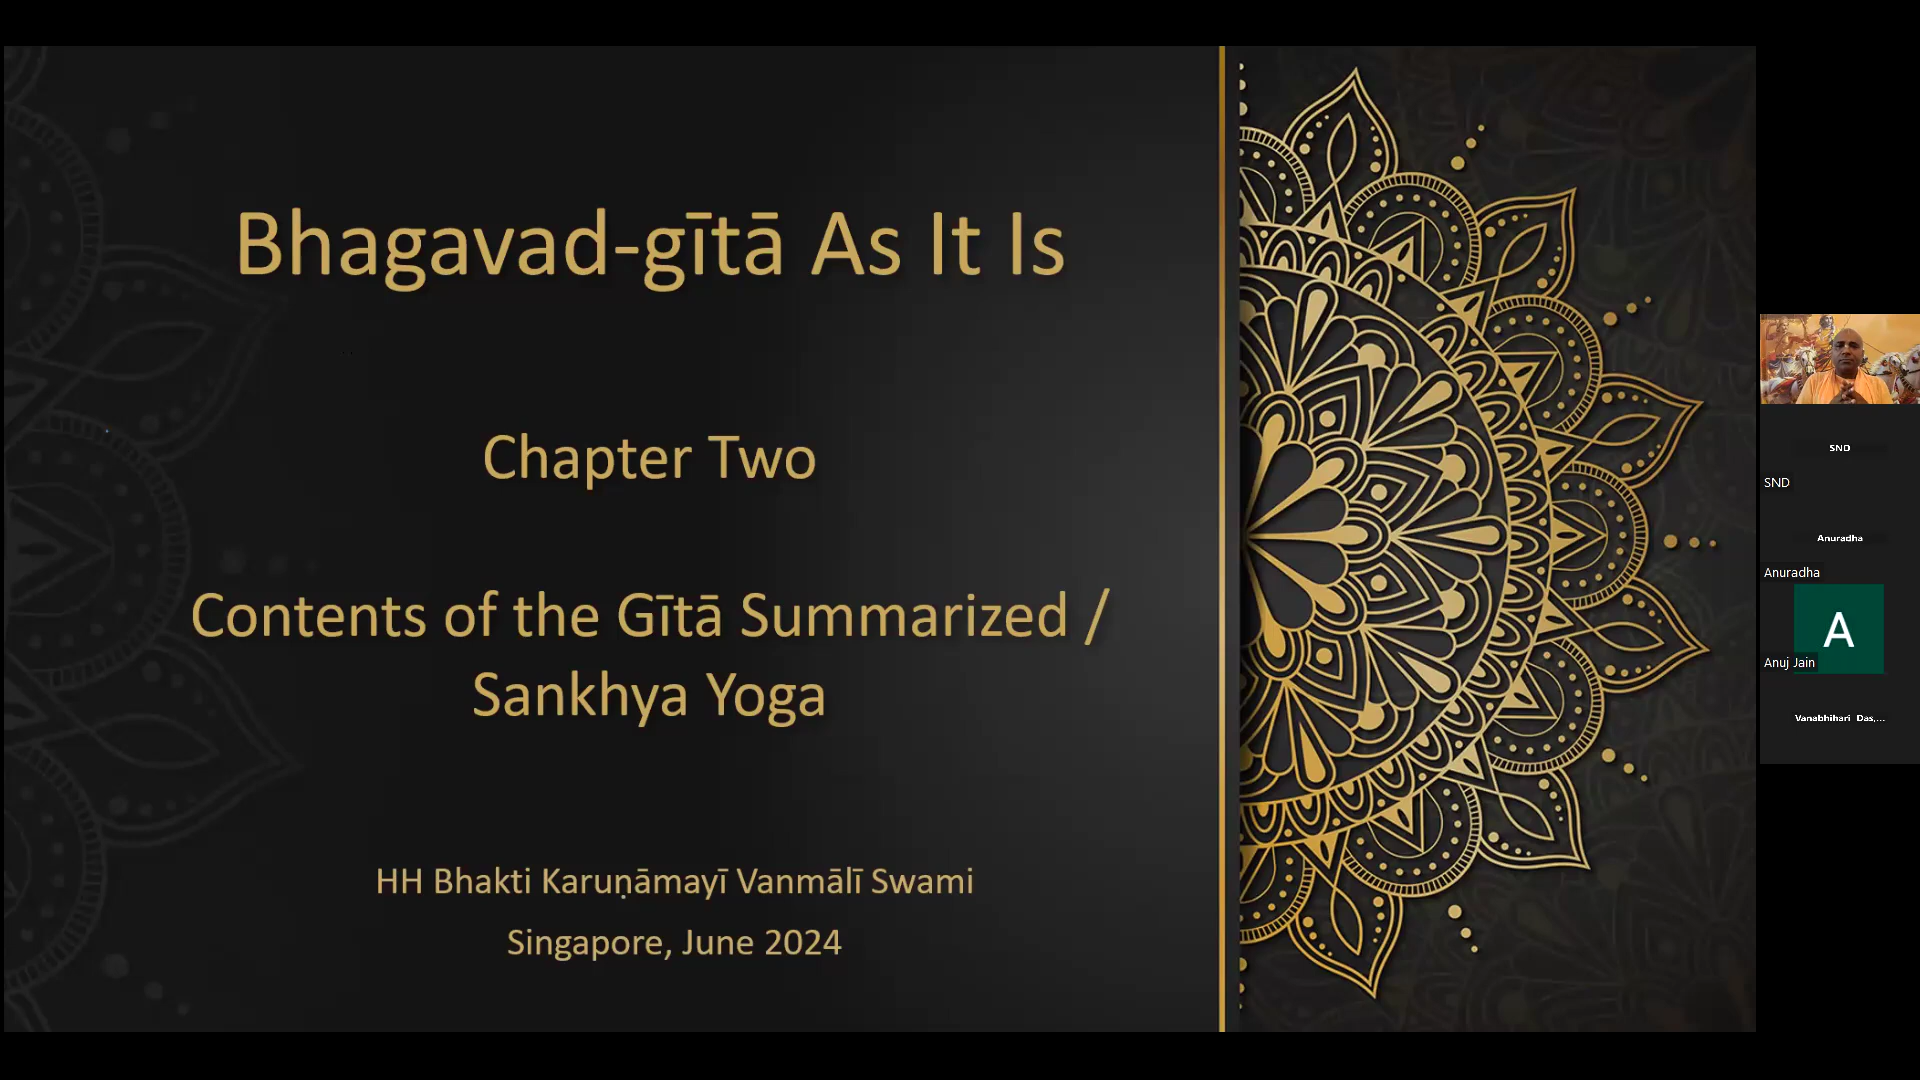 Bhagavad-gītā As It Is
Chapter Two
Contents of the Gītā Summarized /
Sankhya Yoga
HH Bhakti Karuṇāmayī Vanmālī Swami
Singapore, June 2024
SND
SND
Anuradha
Anuradha
A
Anuj Jain
Vanabhihari Das,...